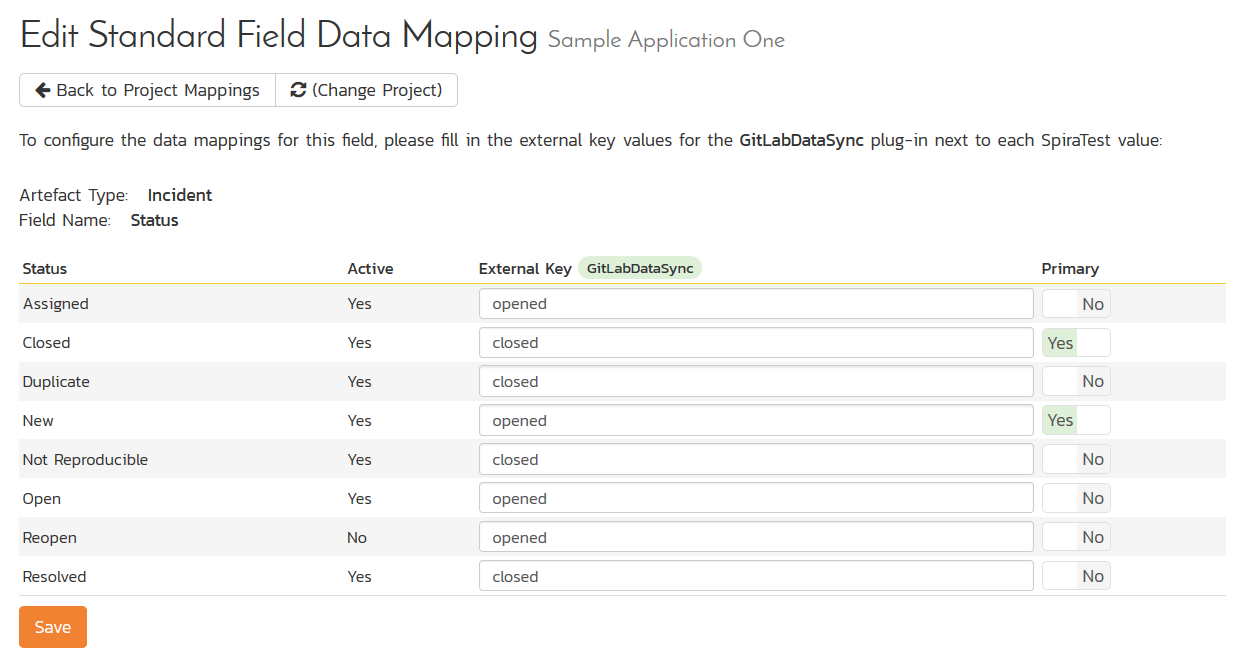 Edit Standard Field Data Mapping Sample Application One
Back to Project Mappings (Change Project)
To configure the data mappings for this field, please fill in the external key values for the GitLabDataSync plug-in next to each SpiraTest value:
Artefact Type: Incident
Field Name: Status
Status Active External Key GitLabDataSync Primary
Assigned Yes opened No
Closed Yes closed Yes
Duplicate Yes closed No
New Yes opened Yes
Not Reproducible Yes closed No
Open Yes opened No
Reopen No opened No
Resolved Yes closed No
Save